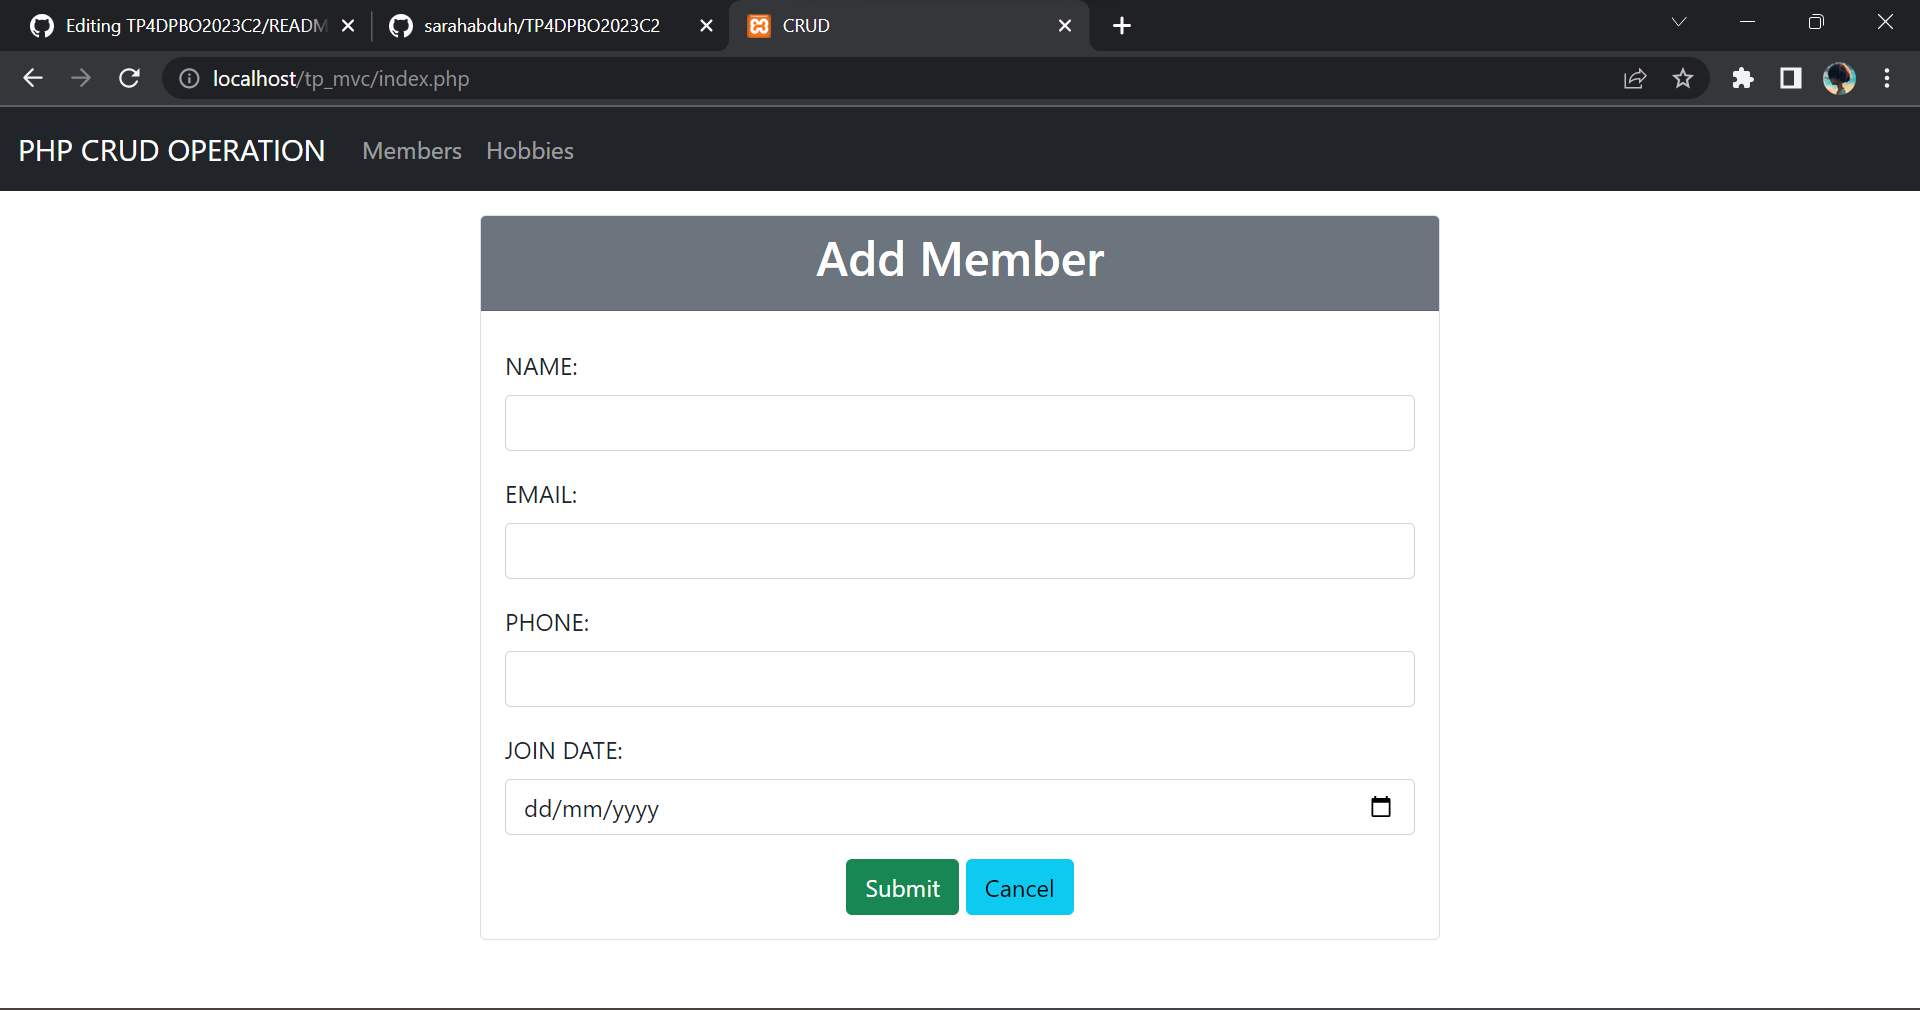 Editing TP4DPBO2023C2/READM
sarahabduh/TP4DPBO2023C2
CRUD
localhost/tp_mvc/index.php
PHP CRUD OPERATION Members Hobbies
Add Member
NAME:
EMAIL:
PHONE:
JOIN DATE:
dd/mm/yyyy
Submit Cancel